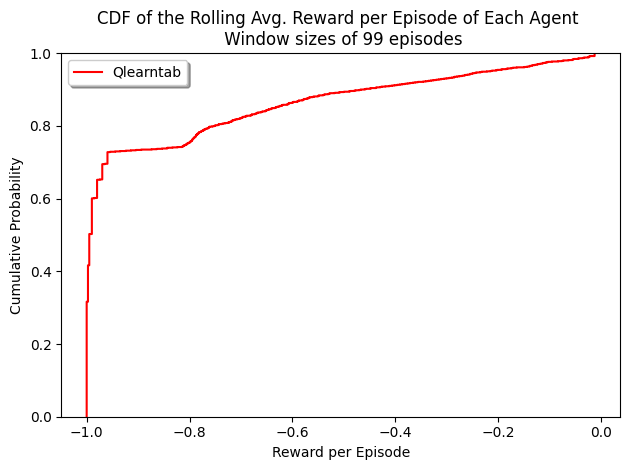 CDF of the Rolling Avg. Reward per Episode of Each Agent
Window sizes of 99 episodes
Qlearntab
1.0
0.8
0.6
0.4
0.2
0.0
Cumulative Probability
−1.0 −0.8 −0.6 −0.4 −0.2 0.0
Reward per Episode